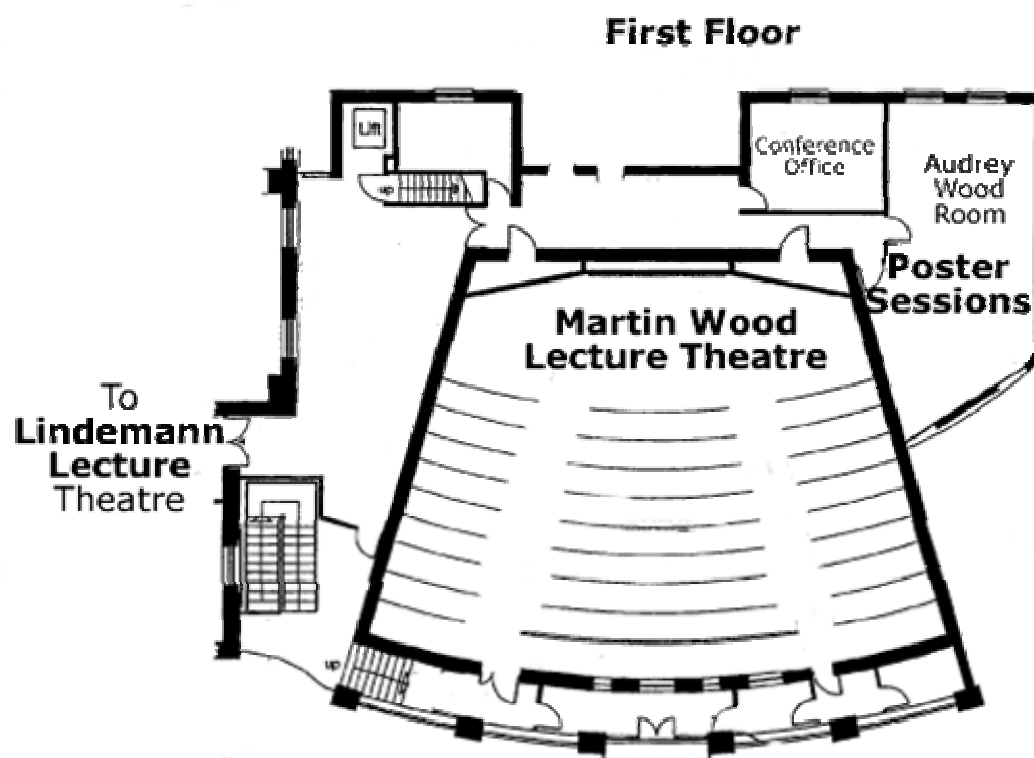 First Floor
Lift
Conference
Office
Audrey
Wood
Room
up
Poster
Sessions
Martin Wood
Lecture Theatre
To
Lindemann
Lecture
Theatre
up